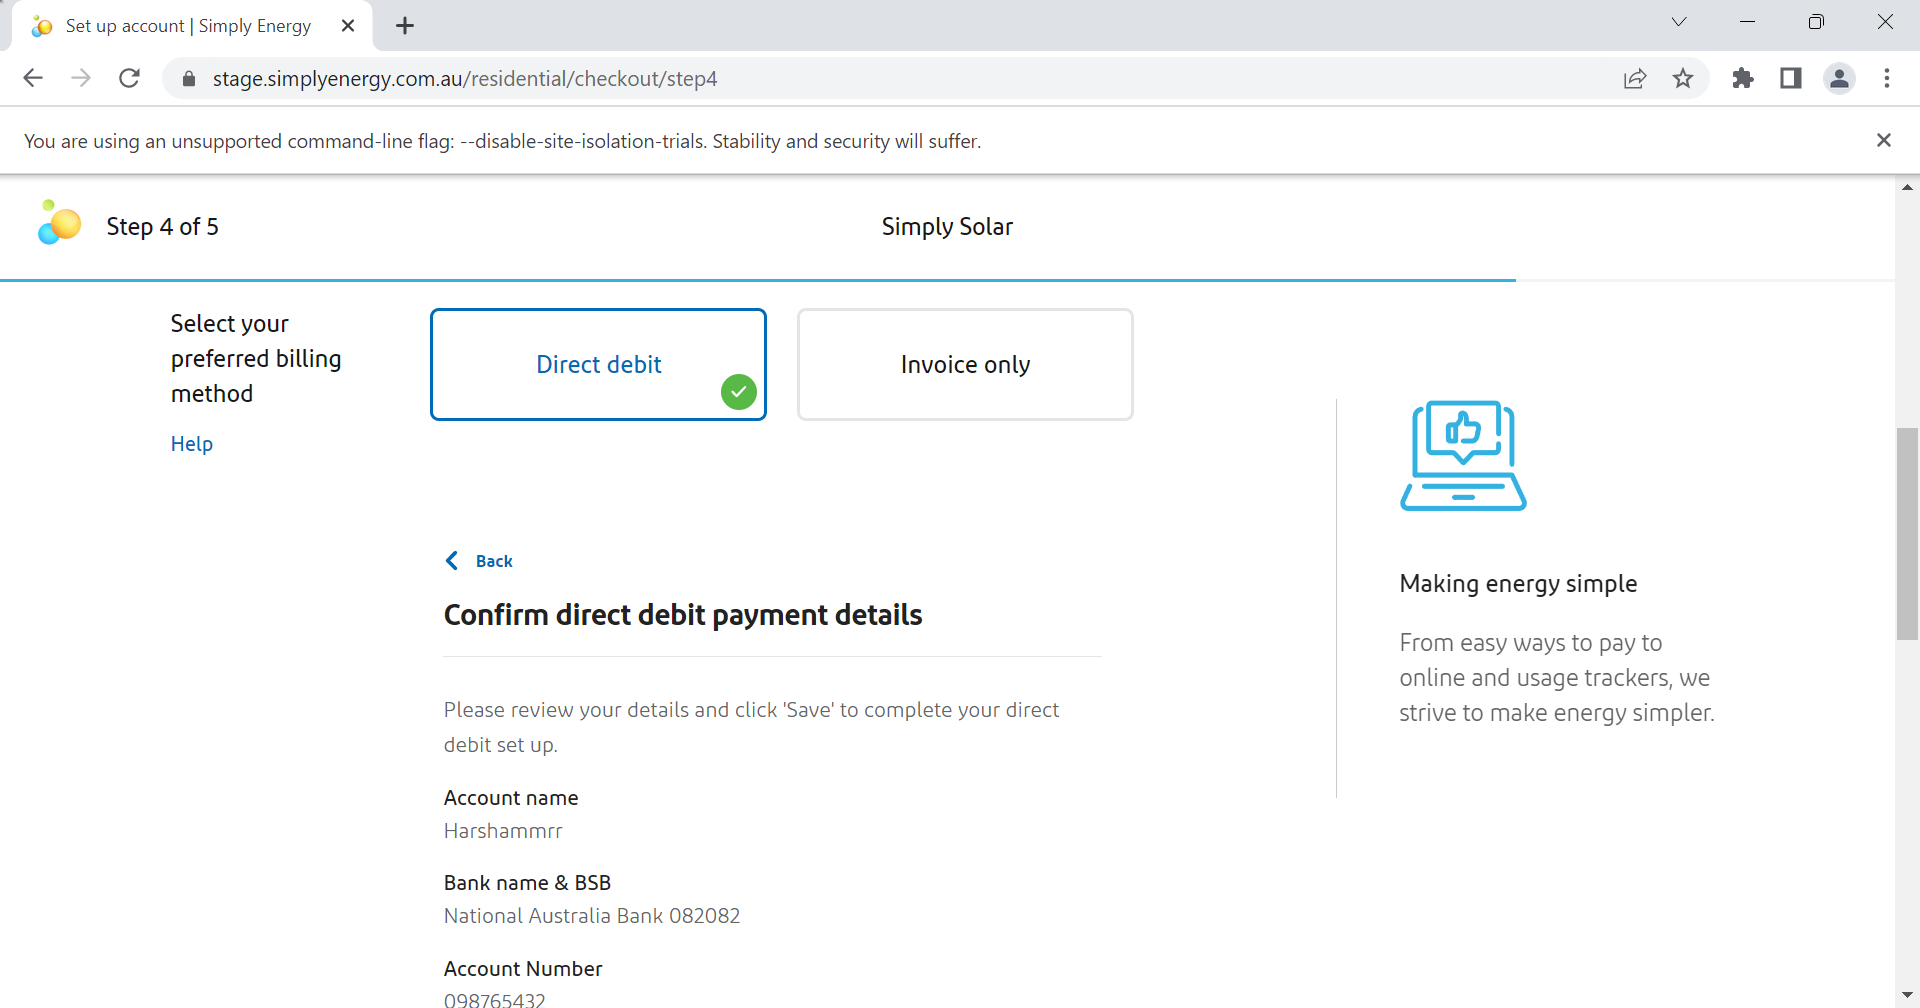 Set up account | Simply Energy
stage.simplyenergy.com.au/residential/checkout/step4
You are using an unsupported command-line flag: --disable-site-isolation-trials. Stability and security will suffer.
Step 4 of 5
Simply Solar
Select your
preferred billing
method
Help
Direct debit
Invoice only
Back
Confirm direct debit payment details
Please review your details and click 'Save' to complete your direct
debit set up.
Account name
Harshammrr
Bank name & BSB
National Australia Bank 082082
Account Number
098765432
Making energy simple
From easy ways to pay to
online and usage trackers, we
strive to make energy simpler.